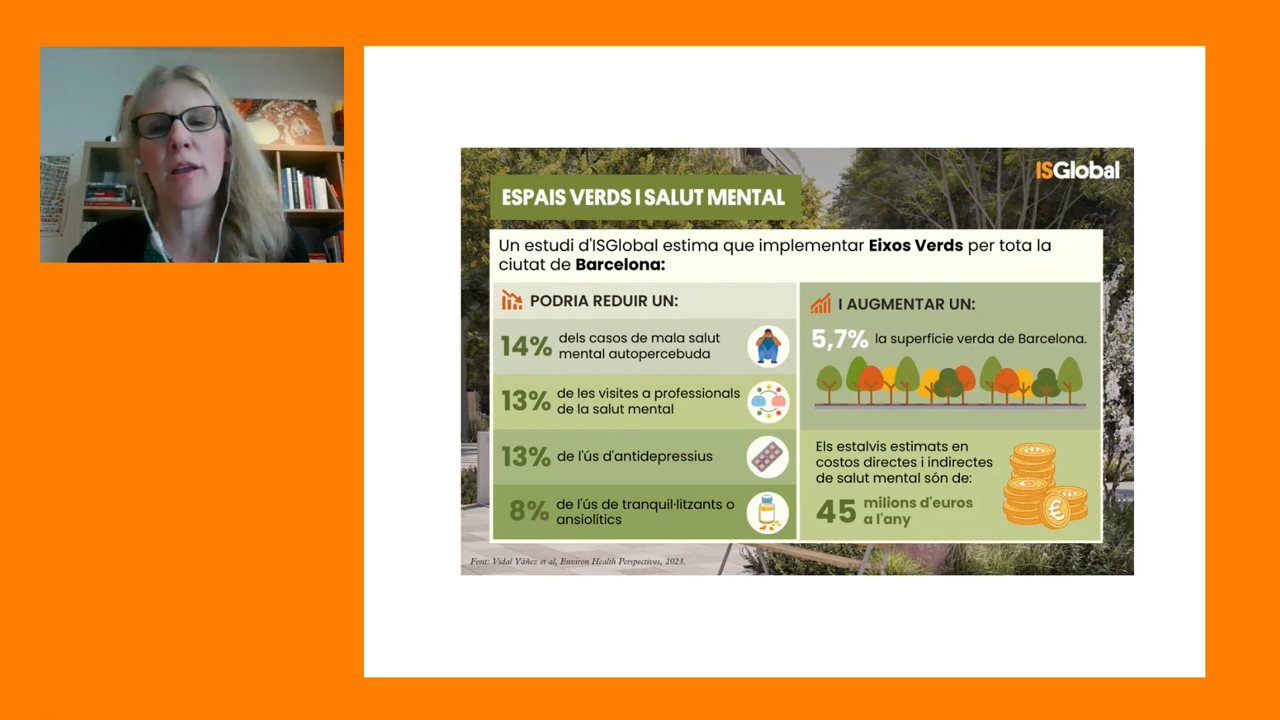 ISGlobal
ESPAIS VERDS I SALUT MENTAL
Un estudi d'ISGlobal estima que implementar Eixos Verds per tota la
ciutat de Barcelona:
PODRIA REDUIR UN:
14% dels casos de mala salut
mental autopercebuda
13% de les visites a professionals
de la salut mental
13% de l'ús d'antidepressius
8% de l'ús de tranquil·litzants o
ansiolítics
I AUGMENTAR UN:
5,7% la superfície verda de Barcelona.
Els estalvis estimats en
costos directes i indirectes
de salut mental són de:
45 milions d'euros
a l'any
Font: Vidal Yáñez et al, Environ Health Perspectives, 2023.